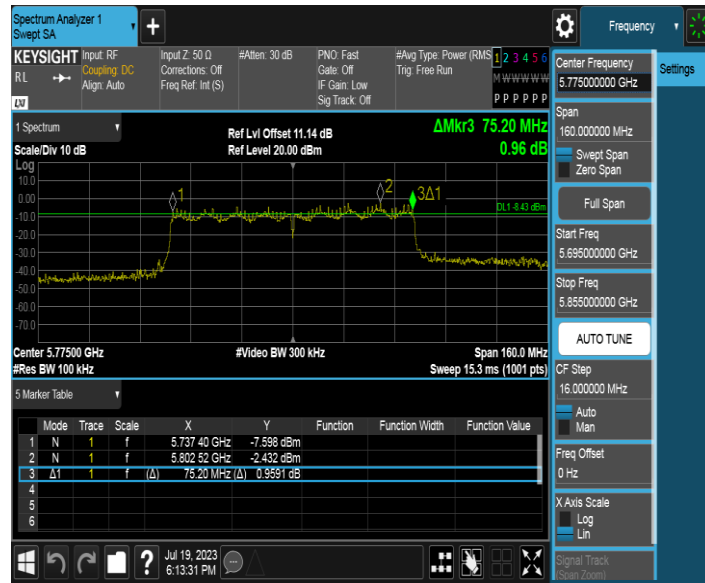 Spectrum Analyzer 1
Swept SA
Frequency
KEYSIGHT
RL
LXI
Input: RF
Coupling: DC
Align: Auto
Input Z: 50 Ω
Corrections: Off
Freq Ref: Int (S)
#Atten: 30 dB
PNO: Fast
Gate: Off
IF Gain: Low
Sig Track: Off
#Avg Type: Power (RMS
Trig: Free Run
1 2 3 4 5 6
M W W W W W
P P P P P P
1 Spectrum
Scale/Div 10 dB
Ref Lvl Offset 11.14 dB
Ref Level 20.00 dBm
ΔMkr3 75.20 MHz
0.96 dB
Log
10.0
0.00
-10.0
-20.0
-30.0
-40.0
-50.0
-60.0
-70.0
1
2
3Δ1
DL1 -8.43 dBm
Center 5.77500 GHz
#Res BW 100 kHz
#Video BW 300 kHz
Span 160.0 MHz
Sweep 15.3 ms (1001 pts)
5 Marker Table
Mode Trace Scale X Y Function Function Width Function Value
1 N 1 f 5.737 40 GHz -7.598 dBm
2 N 1 f 5.802 52 GHz -2.432 dBm
3 Δ1 1 f (Δ) 75.20 MHz (Δ) 0.9591 dB
4
5
6
Jul 19, 2023
6:13:31 PM
?
Center Frequency
5.775000000 GHz
Span
160.000000 MHz
Swept Span
Zero Span
Full Span
Start Freq
5.695000000 GHz
Stop Freq
5.855000000 GHz
AUTO TUNE
CF Step
16.000000 MHz
Auto
Man
Freq Offset
0 Hz
X Axis Scale
Log
Lin
Signal Track
(Span Zoom)
Settings